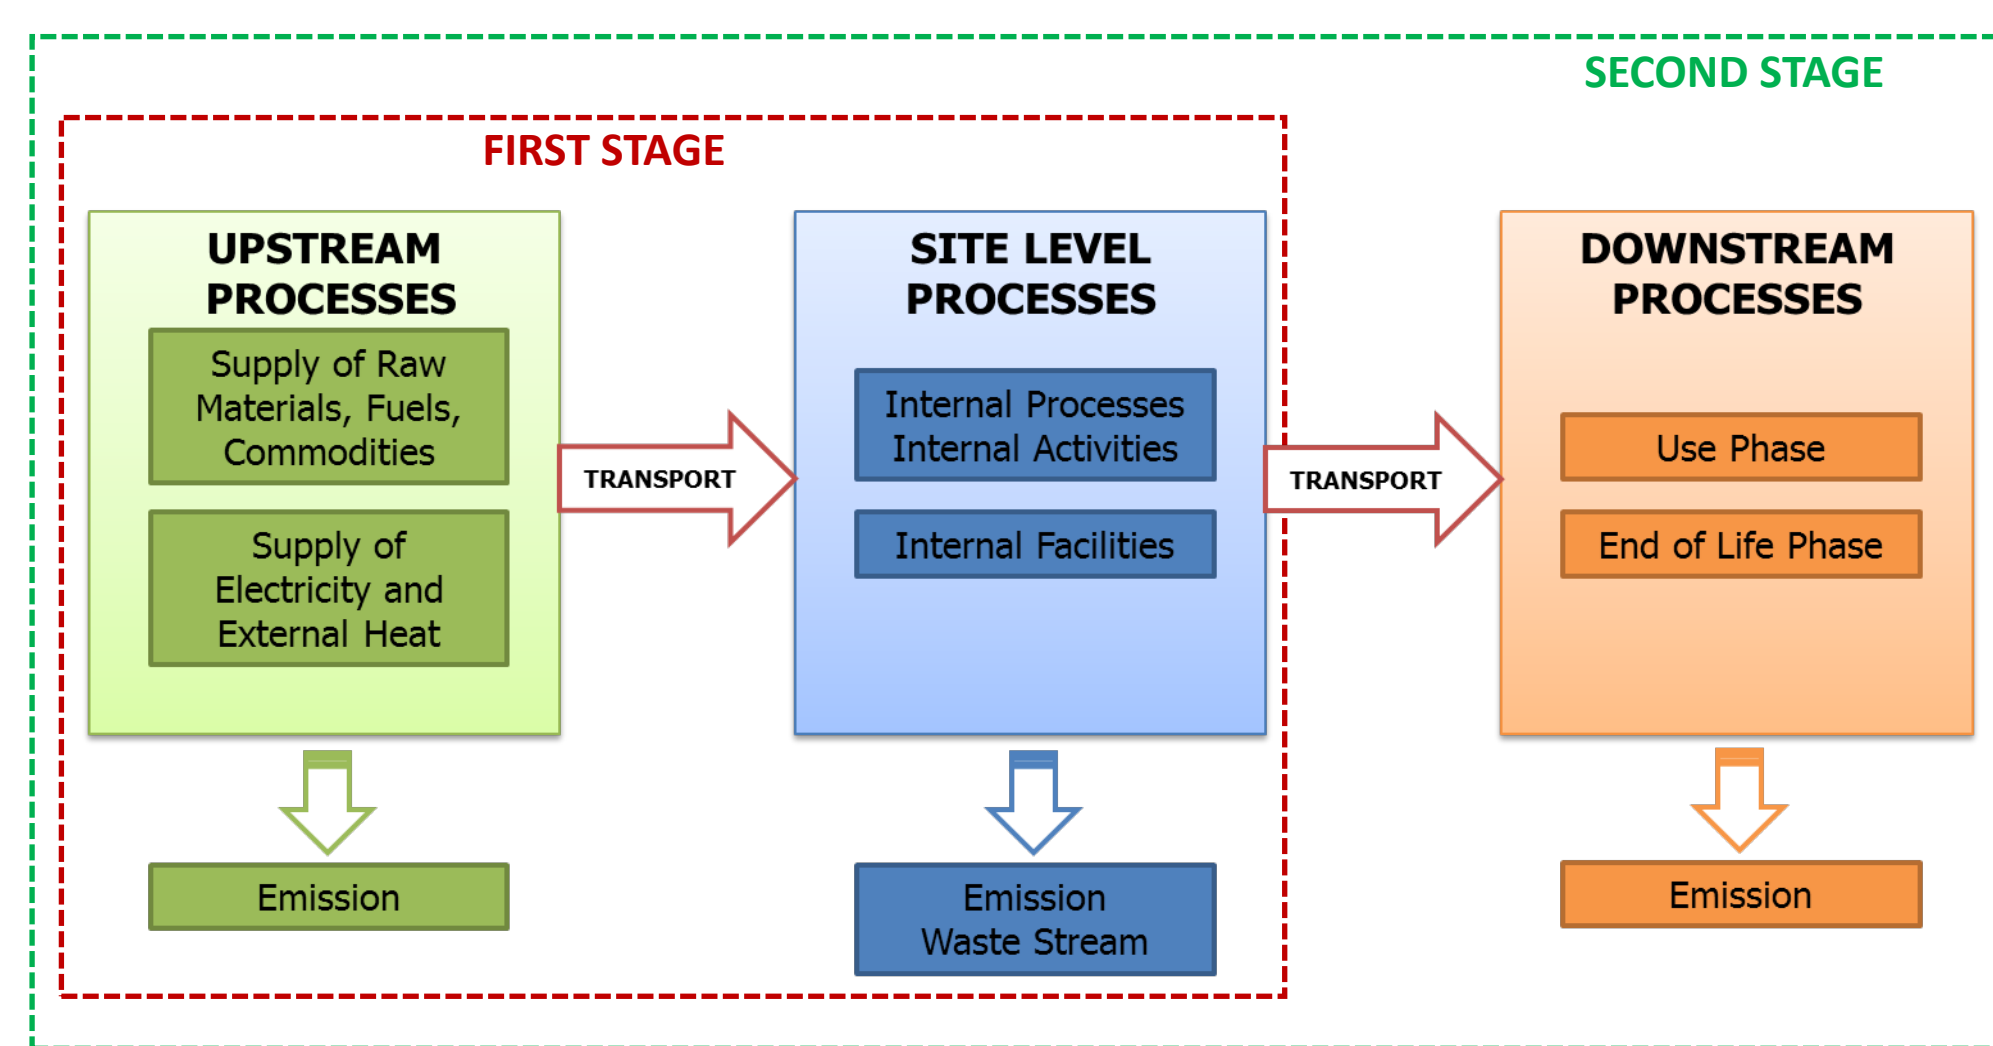 SECOND STAGE
FIRST STAGE
UPSTREAM
PROCESSES
Supply of Raw
Materials, Fuels,
Commodities
Supply of
Electricity and
External Heat
TRANSPORT
SITE LEVEL
PROCESSES
Internal Processes
Internal Activities
Internal Facilities
TRANSPORT
DOWNSTREAM
PROCESSES
Use Phase
End of Life Phase
Emission
Emission
Waste Stream
Emission